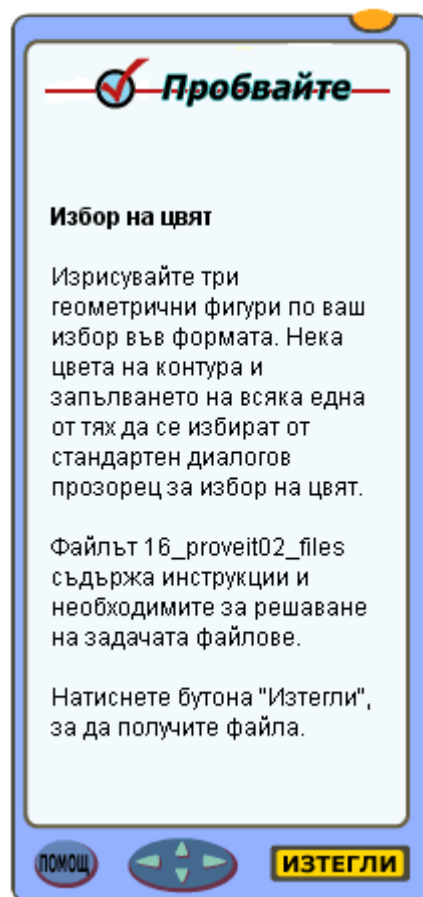 Пробвайте
Избор на цвят
Изрисувайте три
геометрични фигури по ваш
избор във формата. Нека
цвета на контура и
запълването на всяка една
от тях да се избират от
стандартен диалогов
прозорец за избор на цвят.
Файлът 16_proveit02_files
съдържа инструкции и
необходимите за решаване
на задачата файлове.
Натиснете бутона "Изтегли",
за да получите файла.
ПОМОЩ
ИЗТЕГЛИ